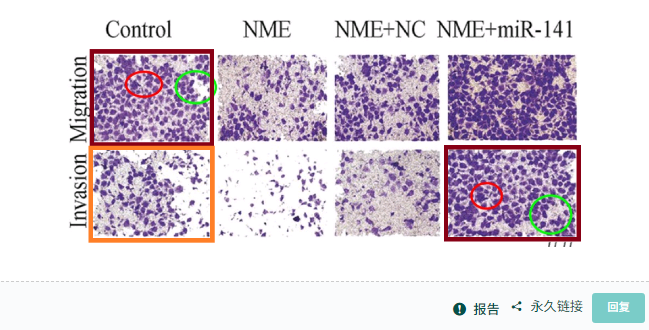 Control NME NME+NC NME+miR-141
Migration
Invasion
报告 永久链接 回复